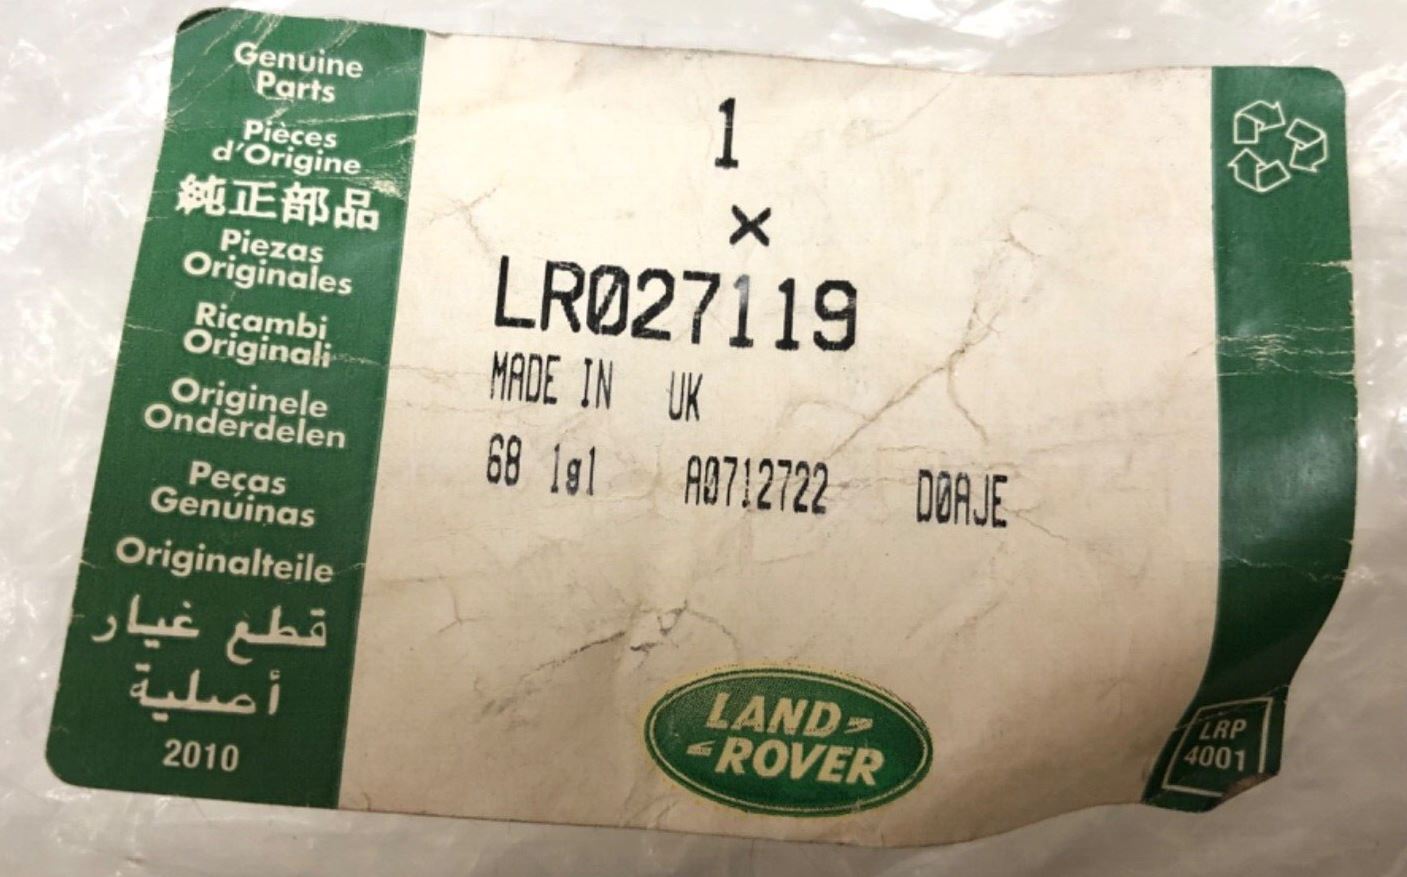 Genuine
Parts
Pièces
d'Origine
純正部品
Piezas
Originales
Ricambi
Originali
Originele
Onderdelen
Peças
Genuínas
Originalteile
قطع غيار
أصلية
2010
1
×
LR027119
MADE IN UK
68 1g1 A0712722 D0AJE
LAND-
-ROVER
LRP
4001